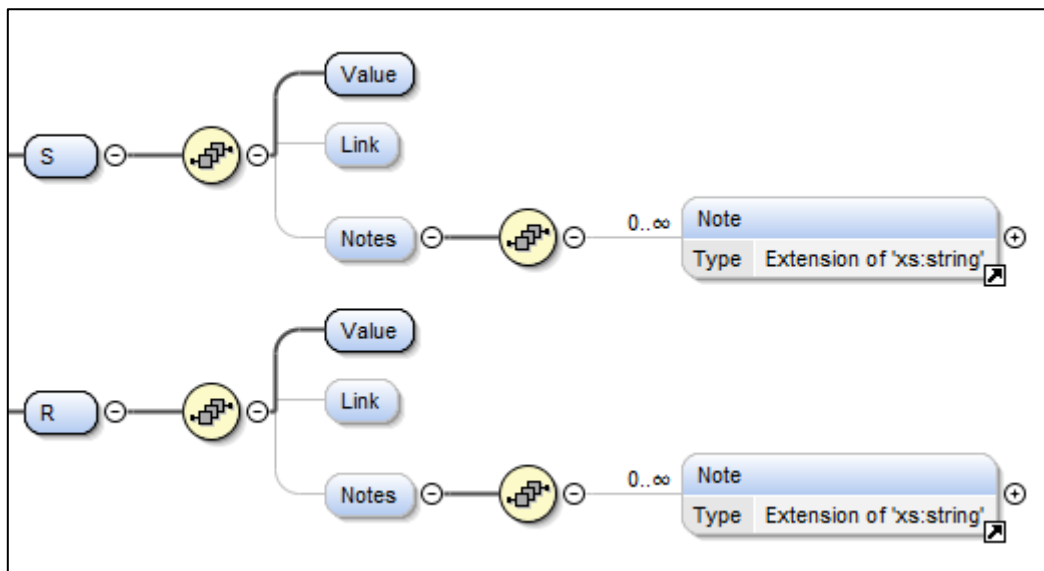 Value
S
Link
Notes
0..∞
Note
Type Extension of 'xs:string'
Value
R
Link
Notes
0..∞
Note
Type Extension of 'xs:string'